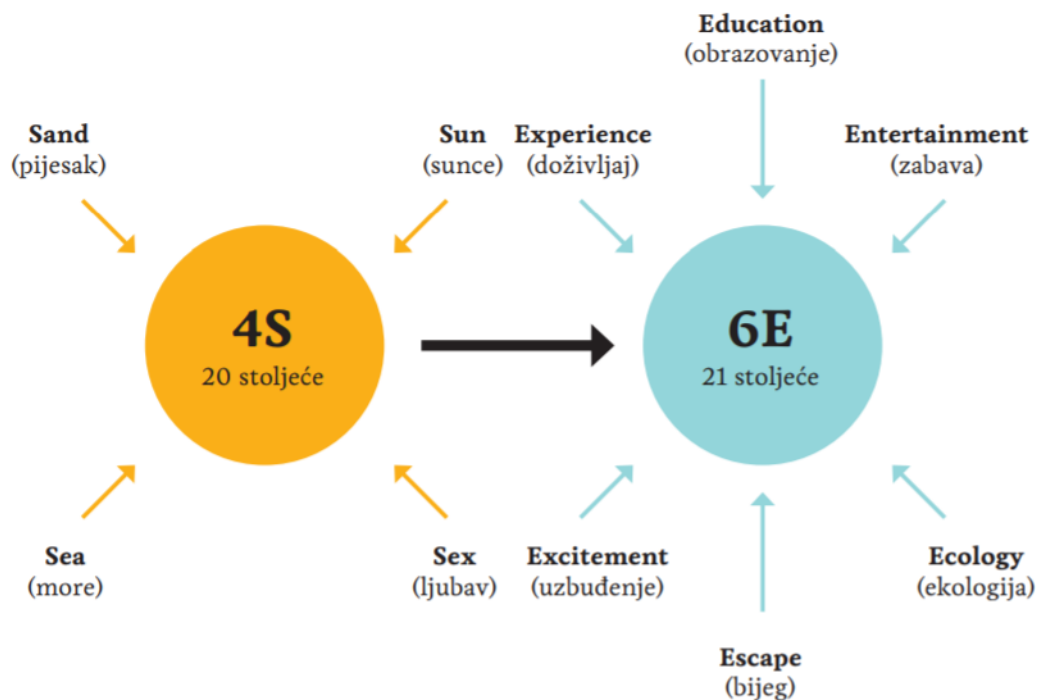 Education
(obrazovanje)
Sand
(pijesak)
Sun
(sunce)
Experience
(doživljaj)
Entertainment
(zabava)
4S
20 stoljeće
6E
21 stoljeće
Sea
(more)
Sex
(ljubav)
Excitement
(uzbuđenje)
Ecology
(ekologija)
Escape
(bijeg)